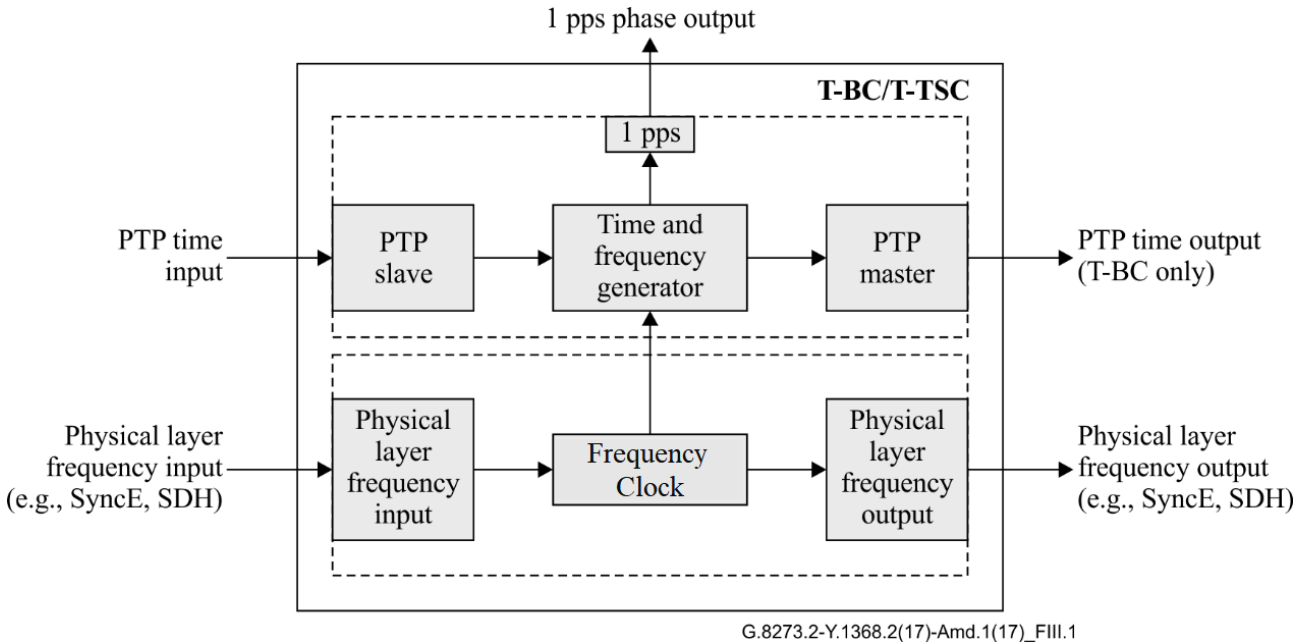 1 pps phase output
T-BC/T-TSC
1 pps
PTP time
input
PTP
slave
Time and
frequency
generator
PTP
master
PTP time output
(T-BC only)
Physical layer
frequency input
(e.g., SyncE, SDH)
Physical
layer
frequency
input
Frequency
Clock
Physical
layer
frequency
output
Physical layer
frequency output
(e.g., SyncE, SDH)
G.8273.2-Y.1368.2(17)-Amd.1(17)_FIII.1